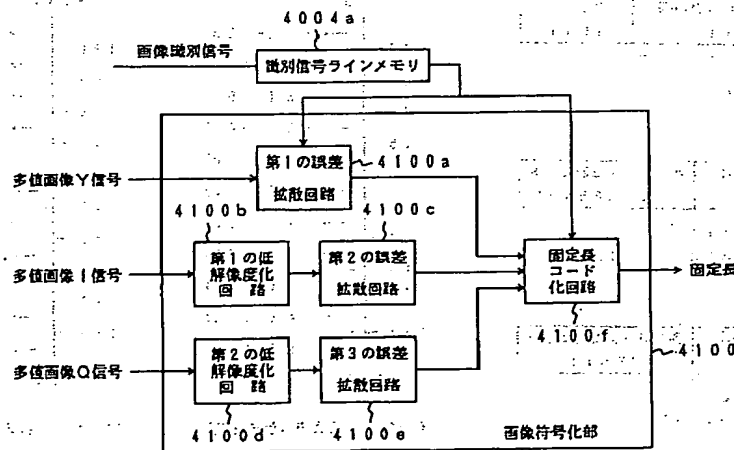 4004a
画像識別信号
識別信号ラインメモリ
多値画像Y信号
第1の誤差
拡散回路
4100a
4100b
4100c
多値画像I信号
第1の低
解像度化
回 路
第2の誤差
拡散回路
固定長
コード
化回路
固定長
4100f
4100
多値画像Q信号
第2の低
解像度化
回 路
第3の誤差
拡散回路
4100d
4100e
画像符号化部